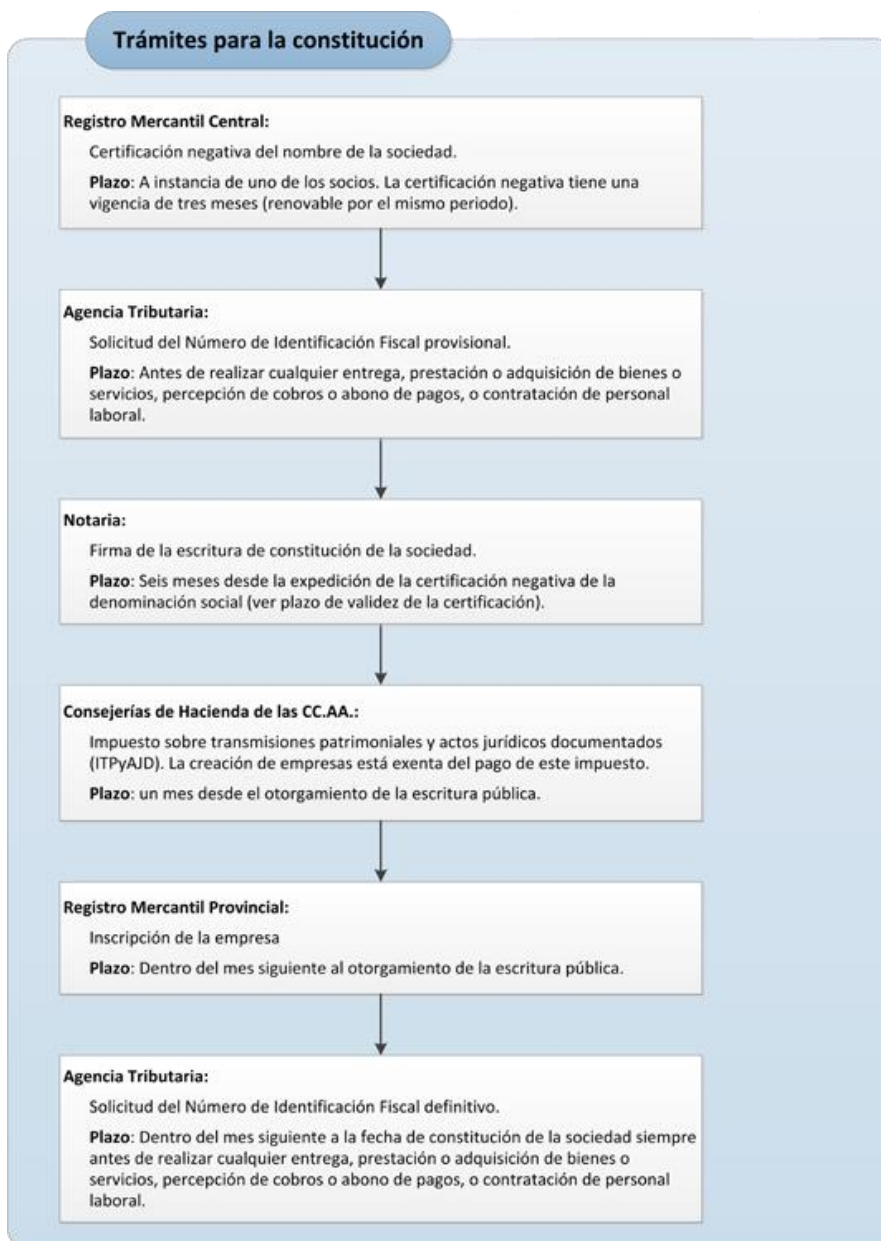 Trámites para la constitución
Registro Mercantil Central:
Certificación negativa del nombre de la sociedad.
Plazo: A instancia de uno de los socios. La certificación negativa tiene una
vigencia de tres meses (renovable por el mismo periodo).
Agencia Tributaria:
Solicitud del Número de Identificación Fiscal provisional.
Plazo: Antes de realizar cualquier entrega, prestación o adquisición de bienes o
servicios, percepción de cobros o abono de pagos, o contratación de personal
laboral.
Notaria:
Firma de la escritura de constitución de la sociedad.
Plazo: Seis meses desde la expedición de la certificación negativa de la
denominación social (ver plazo de validez de la certificación).
Consejerías de Hacienda de las CC.AA.:
Impuesto sobre transmisiones patrimoniales y actos jurídicos documentados
(ITPyAJD). La creación de empresas está exenta del pago de este impuesto.
Plazo: un mes desde el otorgamiento de la escritura pública.
Registro Mercantil Provincial:
Inscripción de la empresa
Plazo: Dentro del mes siguiente al otorgamiento de la escritura pública.
Agencia Tributaria:
Solicitud del Número de Identificación Fiscal definitivo.
Plazo: Dentro del mes siguiente a la fecha de constitución de la sociedad siempre
antes de realizar cualquier entrega, prestación o adquisición de bienes o
servicios, percepción de cobros o abono de pagos, o contratación de personal
laboral.